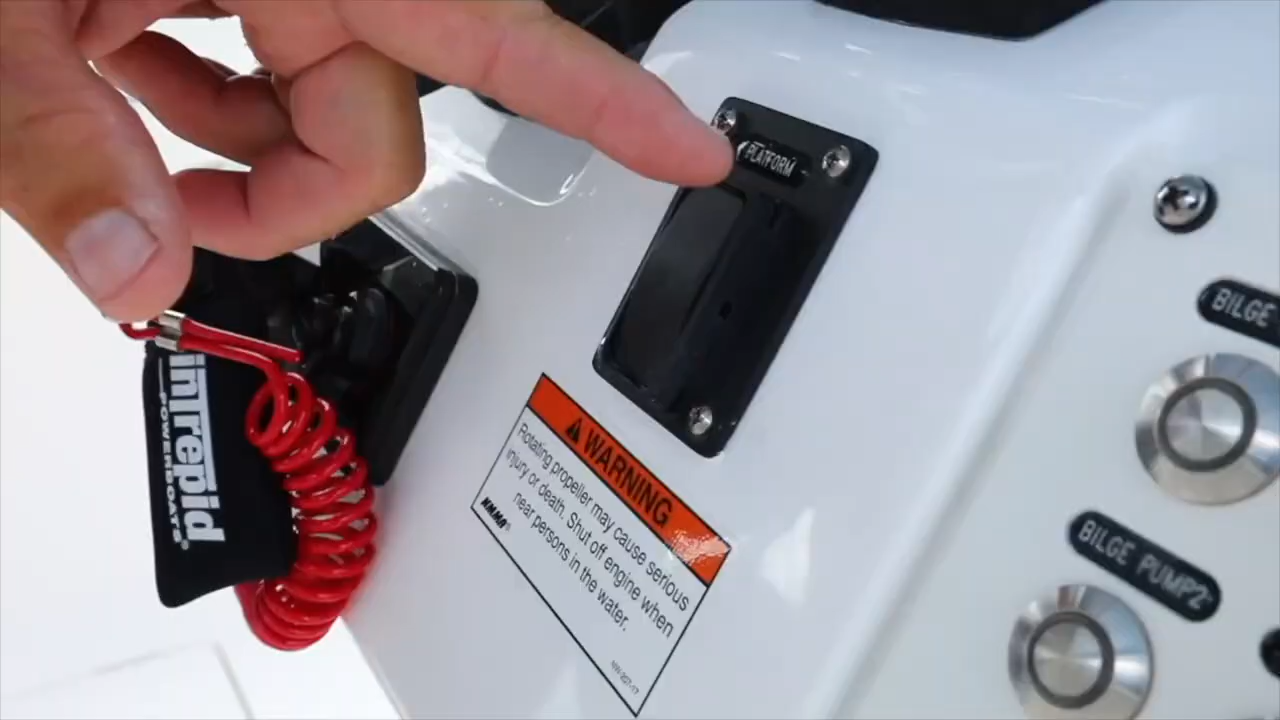 PLATFORM
BILGE
intrepid
POWERBOATS
WARNING
Rotating propeller may cause serious
injury or death. Shut off engine when
near persons in the water.
NMMA®
BILGE PUMP2